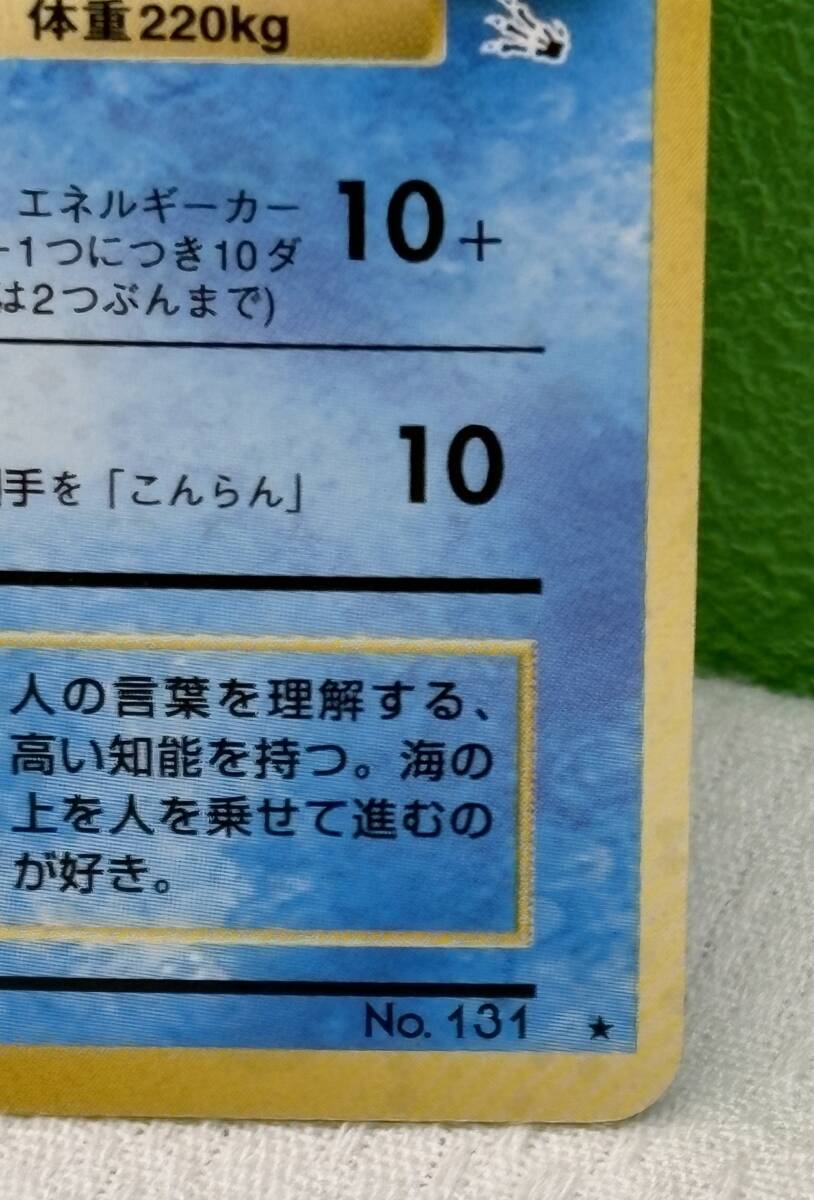 体重220kg
エネルギーカー
ー1つにつき10ダ
10+
は2つぶんまで)
手を「こんらん」
10
人の言葉を理解する、
高い知能を持つ。海の
上を人を乗せて進むの
が好き。
No. 131 ★